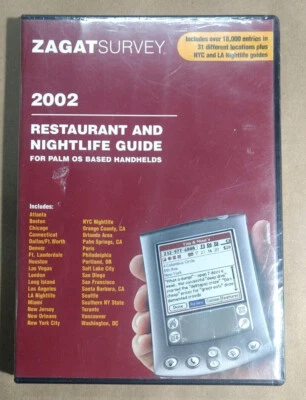 ZAGATSURVEY
Includes over 18,000 entries in
31 different locations plus
NYC and LA Nightlife guides
2002
RESTAURANT AND
NIGHTLIFE GUIDE
FOR PALM OS BASED HANDHELDS
Includes:
Atlanta
Boston
Chicago
Connecticut
Dallas/Ft. Worth
Denver
Ft. Lauderdale
Houston
Las Vegas
London
Long Island
Los Angeles
LA Nightlife
Miami
New Jersey
New Orleans
New York City
NYC Nightlife
Orange County, CA
Orlando Area
Palm Springs, CA
Paris
Philadelphia
Portland, OR
Salt Lake City
San Diego
San Francisco
Santa Barbara, CA
Seattle
Southern NY State
Toronto
Vancouver
Washington, DC
New York